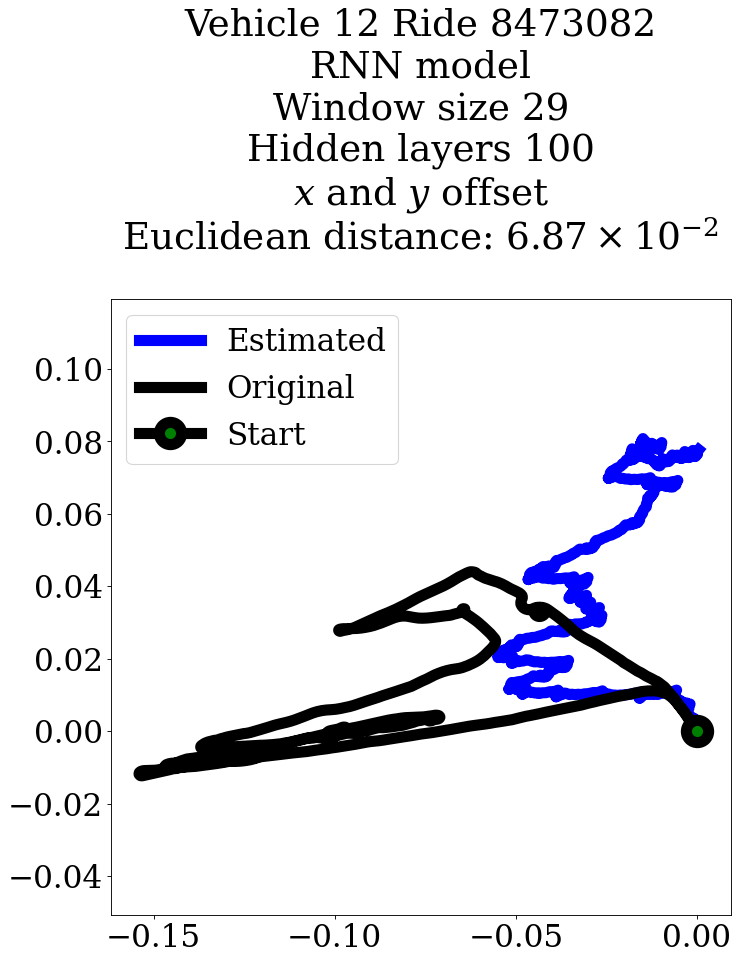 Vehicle 12 Ride 8473082
RNN model
Window size 29
Hidden layers 100
x and y offset
Euclidean distance: 6.87 × 10⁻²
Estimated
Original
Start
0.10
0.08
0.06
0.04
0.02
0.00
−0.02
−0.04
−0.15
−0.10
−0.05
0.00